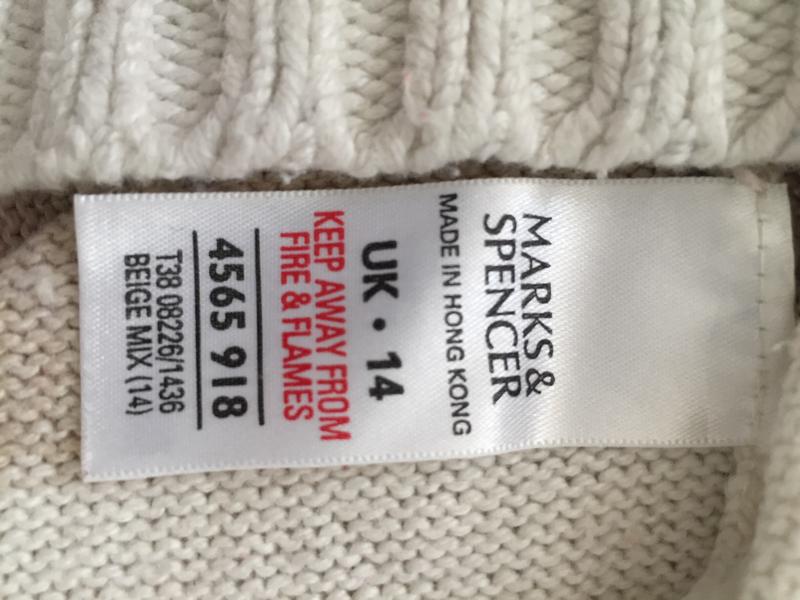 MARKS &
SPENCER
MADE IN HONG KONG
UK • 14
KEEP AWAY FROM
FIRE & FLAMES
4565 918
T38 08226/1436
BEIGE MIX (14)